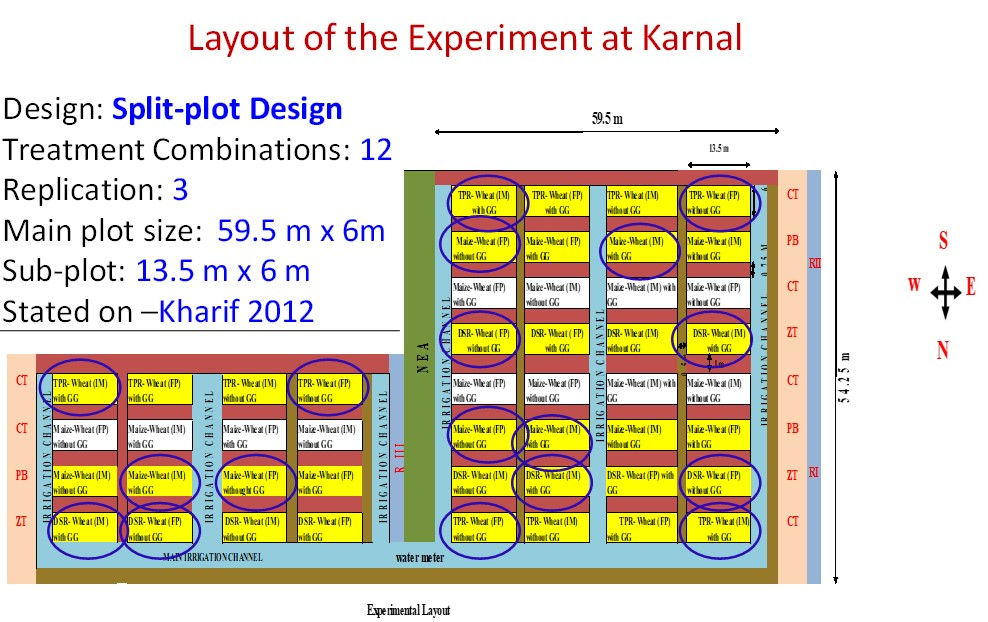 Layout of the Experiment at Karnal
Design: Split-plot Design
Treatment Combinations: 12
Replication: 3
Main plot size: 59.5 m x 6m
Sub-plot: 13.5 m x 6 m
Stated on –Kharif 2012
59.5 m
13.5 m
TPR- Wheat (IM) with GG
TPR- Wheat (FP) with GG
TPR- Wheat (IM) without GG
TPR- Wheat (FP) without GG
CT
Maize-Wheat (FP) without GG
Maize-Wheat (FP) with GG
Maize-Wheat (IM) with GG
Maize-Wheat (IM) without GG
PB
RII
Maize-Wheat (FP) with GG
Maize-Wheat (IM) without GG
Maize-Wheat (IM) with GG
Maize-Wheat (FP) without GG
CT
DSR- Wheat (FP) without GG
DSR- Wheat (FP) with GG
DSR-Wheat (IM) without GG
DSR- Wheat (IM) with GG
ZT
Maize-Wheat (FP) with GG
Maize-Wheat (FP) without GG
Maize-Wheat (IM) with GG
Maize-Wheat (IM) without GG
CT
Maize-Wheat (FP) without GG
Maize-Wheat (IM) with GG
Maize-Wheat (IM) without GG
Maize-Wheat (FP) with GG
PB
DSR-Wheat (IM) without GG
DSR-Wheat (IM) with GG
DSR-Wheat (FP) with GG
DSR-Wheat (FP) without GG
ZT
RI
TPR-Wheat (FP) without GG
TPR-Wheat (IM) without GG
TPR-Wheat (FP) with GG
TPR-Wheat (IM) with GG
CT
IRRIGATION CHANNEL
IRRIGATION CHANNEL
IRRIGATION CHANNEL
NEA
54.25 m
S
W
E
N
CT
TPR-Wheat (IM) with GG
TPR-Wheat (FP) with GG
TPR-Wheat (IM) without GG
TPR-Wheat (FP) without GG
CT
Maize-Wheat (FP) without GG
Maize-Wheat (IM) with GG
Maize-Wheat (FP) with GG
Maize-Wheat (IM) without GG
PB
Maize-Wheat (IM) without GG
Maize-Wheat (IM) with GG
Maize-Wheat (FP) withought GG
Maize-Wheat (FP) with GG
ZT
DSR-Wheat (IM) with GG
DSR-Wheat (FP) without GG
DSR-Wheat (IM) without GG
DSR-Wheat (FP) with GG
IRRIGATION CHANNEL
IRRIGATION CHANNEL
IRRIGATION CHANNEL
R III
MAIN IRRIGATION CHANNEL
water meter
Experimental Layout